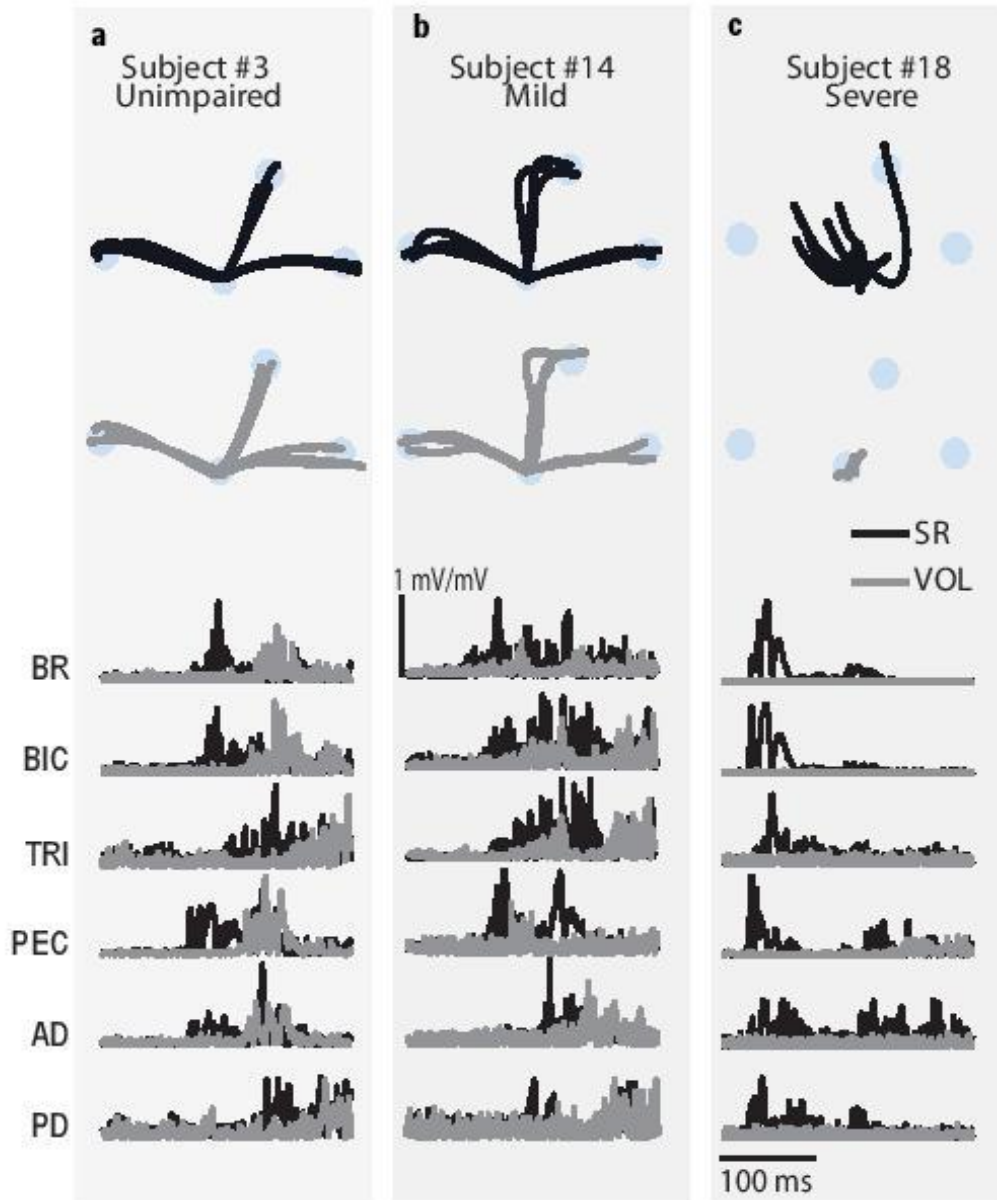 a
Subject #3
Unimpaired
b
Subject #14
Mild
c
Subject #18
Severe
SR
VOL
1 mV/mV
BR
BIC
TRI
PEC
AD
PD
100 ms